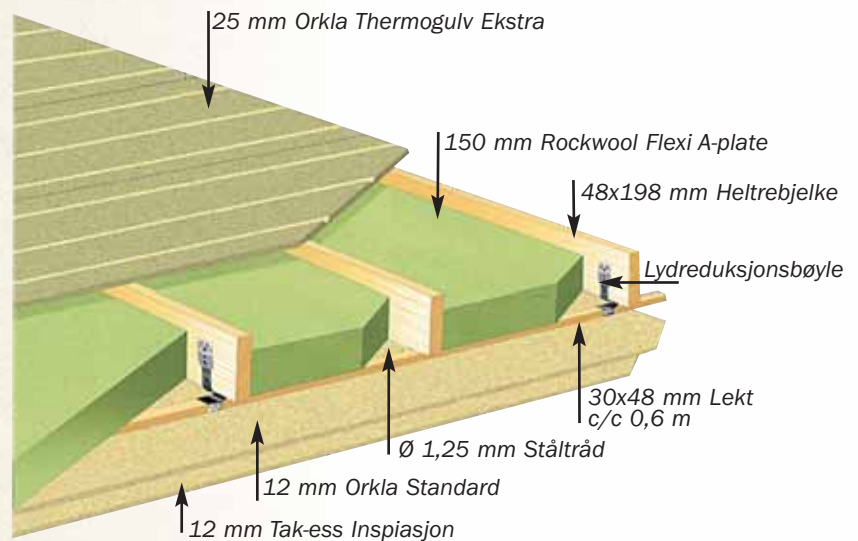 25 mm Orkla Thermogulv Ekstra
150 mm Rockwool Flexi A-plate
48x198 mm Heltrebjelke
Lydreduksjonsbøyle
30x48 mm Lekt
c/c 0,6 m
Ø 1,25 mm Ståltråd
12 mm Orkla Standard
12 mm Tak-ess Inspiasjon